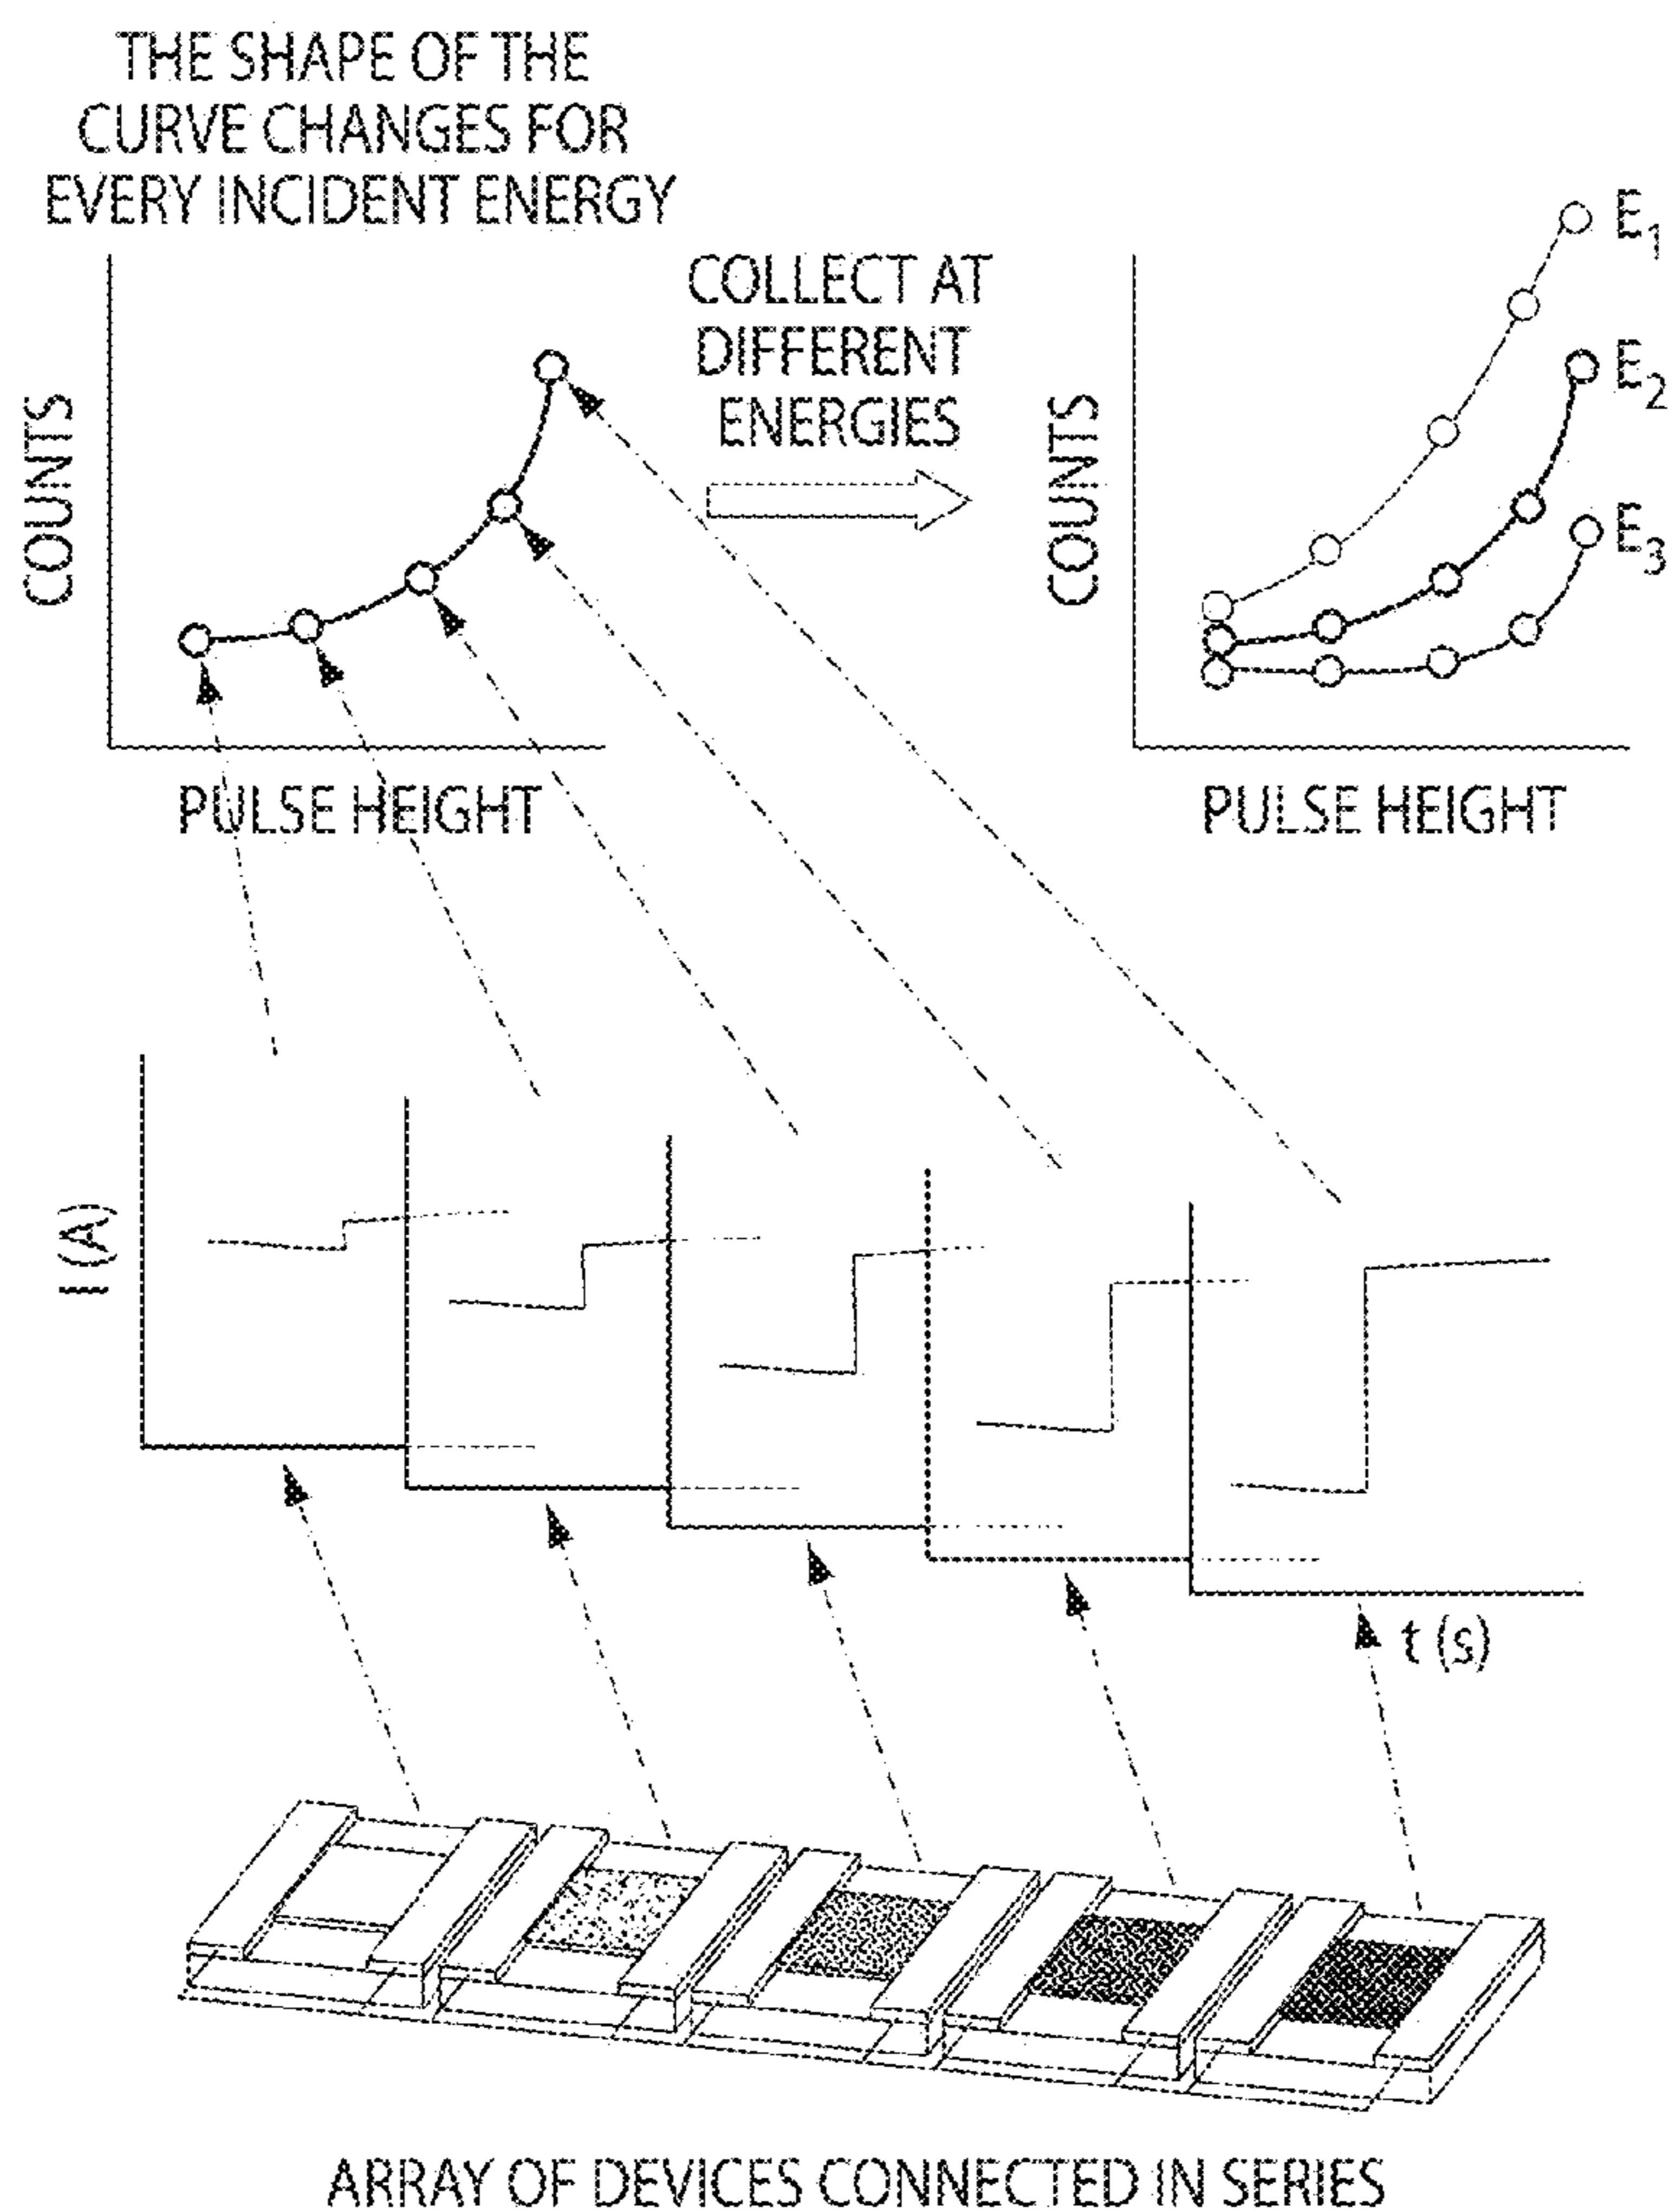 THE SHAPE OF THE
CURVE CHANGES FOR
EVERY INCIDENT ENERGY
COUNTS
PULSE HEIGHT
COLLECT AT
DIFFERENT
ENERGIES
COUNTS
E1
E2
E3
PULSE HEIGHT
I (A)
t (s)
ARRAY OF DEVICES CONNECTED IN SERIES